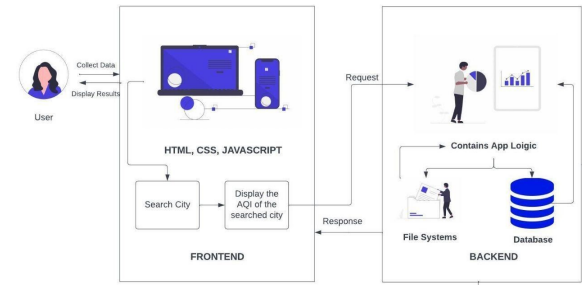 Collect Data
Display Results
User
HTML, CSS, JAVASCRIPT
Search City
Display the
AQI of the
searched city
FRONTEND
Request
Response
Contains App Loigic
File Systems
Database
BACKEND